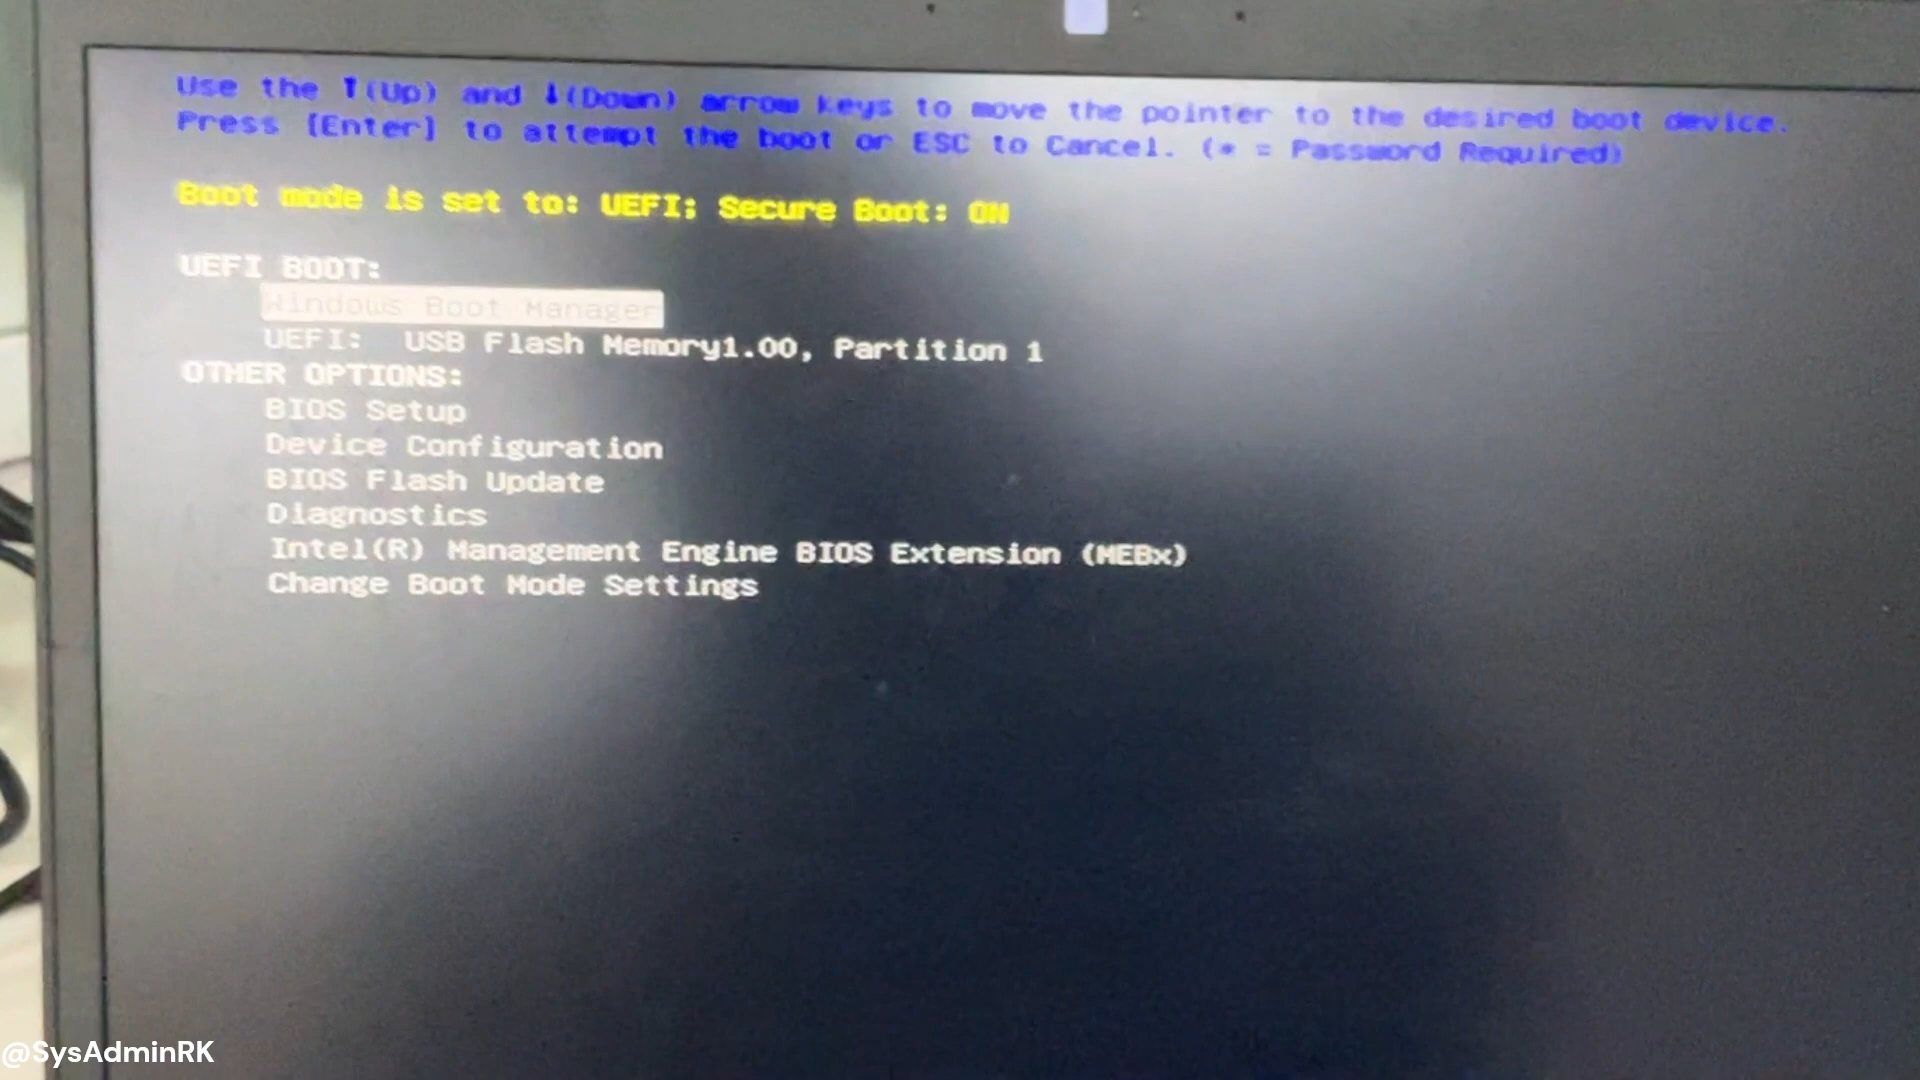 Use the ↑(Up) and ↓(Down) arrow keys to move the pointer to the desired boot device.
Press [Enter] to attempt the boot or ESC to Cancel. (* = Password Required)
Boot mode is set to: UEFI; Secure Boot: ON
UEFI BOOT:
Windows Boot Manager
UEFI: USB Flash Memory1.00, Partition 1
OTHER OPTIONS:
BIOS Setup
Device Configuration
BIOS Flash Update
Diagnostics
Intel(R) Management Engine BIOS Extension (MEBx)
Change Boot Mode Settings
@SysAdminRK